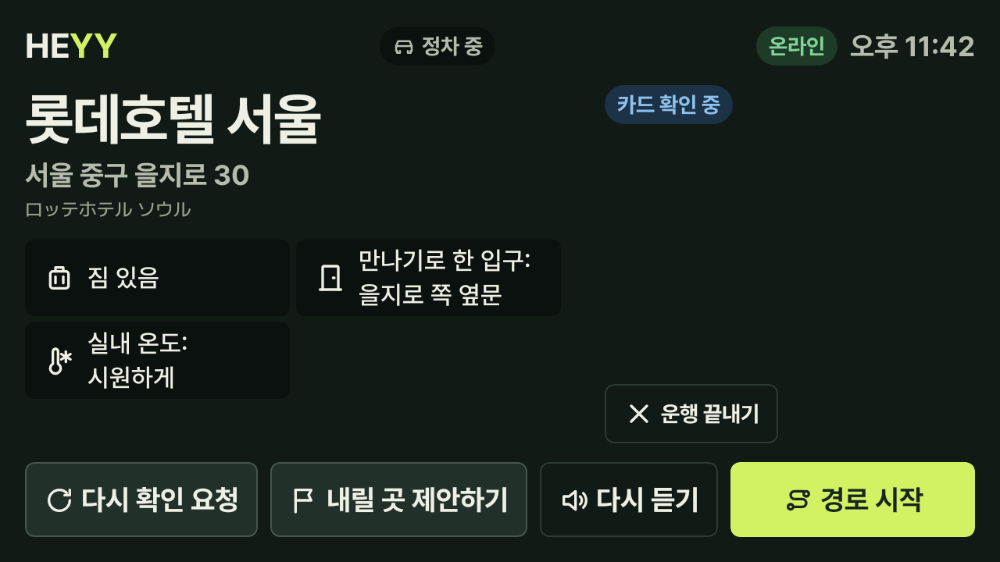 HEYY
정차 중
온라인
오후 11:42
롯데호텔 서울
카드 확인 중
서울 중구 을지로 30
ロッテホテル ソウル
짐 있음
만나기로 한 입구:
을지로 쪽 옆문
실내 온도:
시원하게
운행 끝내기
다시 확인 요청
내릴 곳 제안하기
다시 듣기
경로 시작